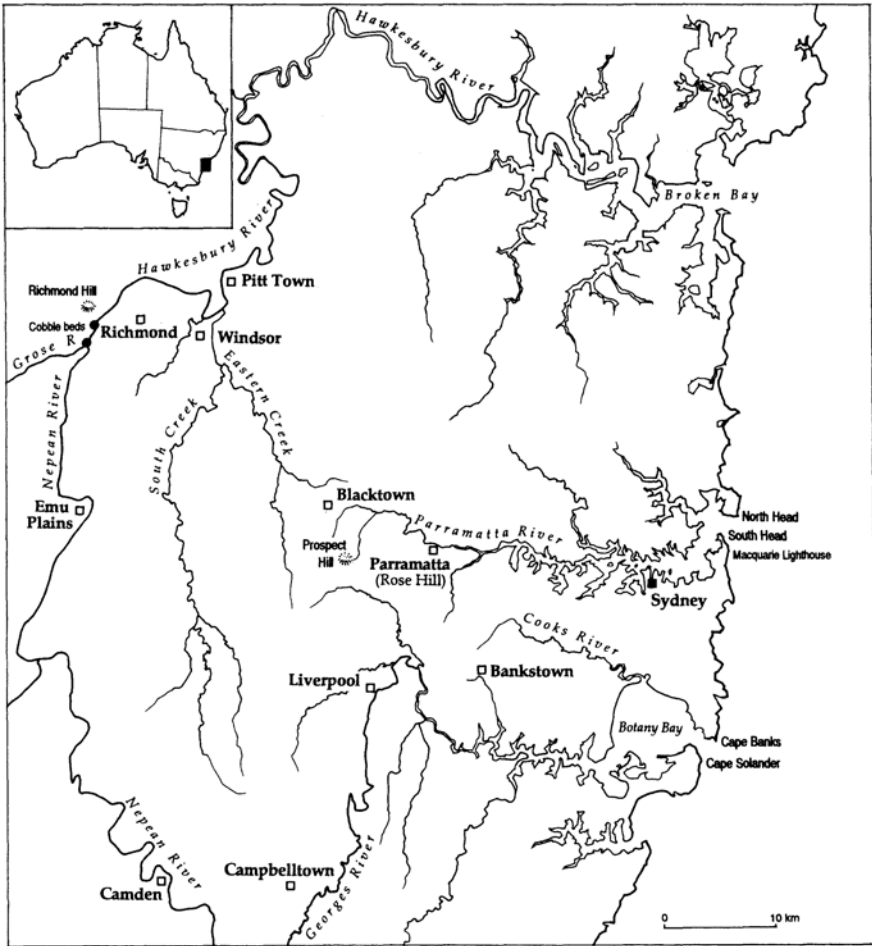 Hawkesbury River
Broken Bay
Hawkesbury River
Pitt Town
Richmond Hill
Cobble beds
Richmond
Windsor
Grose R
Nepean River
South Creek
Eastern Creek
Emu
Plains
Blacktown
Parramatta River
North Head
South Head
Macquarie Lighthouse
Prospect
Hill
Parramatta
(Rose Hill)
Sydney
Cooks River
Liverpool
Bankstown
Botany Bay
Cape Banks
Cape Solander
Nepean River
Camden
Campbelltown
Georges River
0 10 km